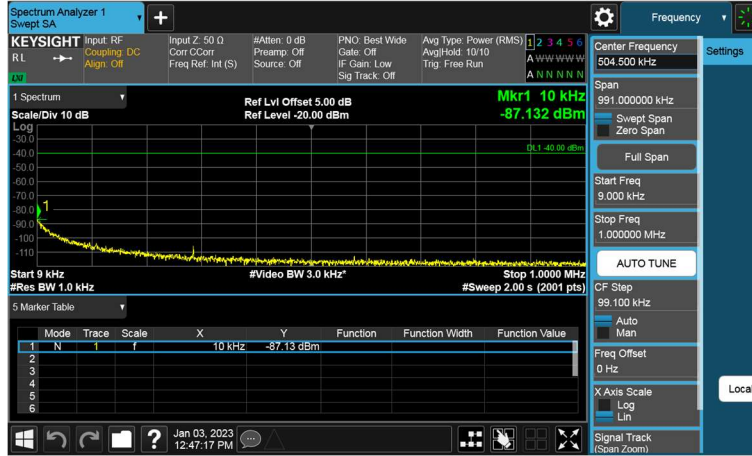 Spectrum Analyzer 1
Swept SA
+
Frequency
KEYSIGHT
RL
LXI
Input: RF
Coupling: DC
Align: Off
Input Z: 50 Ω
Corr CCorr
Freq Ref: Int (S)
#Atten: 0 dB
Preamp: Off
Source: Off
PNO: Best Wide
Gate: Off
IF Gain: Low
Sig Track: Off
Avg Type: Power (RMS)
Avg|Hold: 10/10
Trig: Free Run
1 2 3 4 5 6
A W W W W W
A N N N N N
1 Spectrum
Scale/Div 10 dB
Ref Lvl Offset 5.00 dB
Ref Level -20.00 dBm
Mkr1 10 kHz
-87.132 dBm
Log
-30.0
-40.0
-50.0
-60.0
-70.0
-80.0
-90.0
-100
-110
DL1 -40.00 dBm
1
Start 9 kHz
#Res BW 1.0 kHz
#Video BW 3.0 kHz*
Stop 1.0000 MHz
#Sweep 2.00 s (2001 pts)
5 Marker Table
Mode Trace Scale X Y Function Function Width Function Value
1 N 1 f 10 kHz -87.13 dBm
2
3
4
5
6
Center Frequency
504.500 kHz
Settings
Span
991.000000 kHz
Swept Span
Zero Span
Full Span
Start Freq
9.000 kHz
Stop Freq
1.000000 MHz
AUTO TUNE
CF Step
99.100 kHz
Auto
Man
Freq Offset
0 Hz
X Axis Scale
Log
Lin
Local
Signal Track
(Span Zoom)
?
Jan 03, 2023
12:47:17 PM